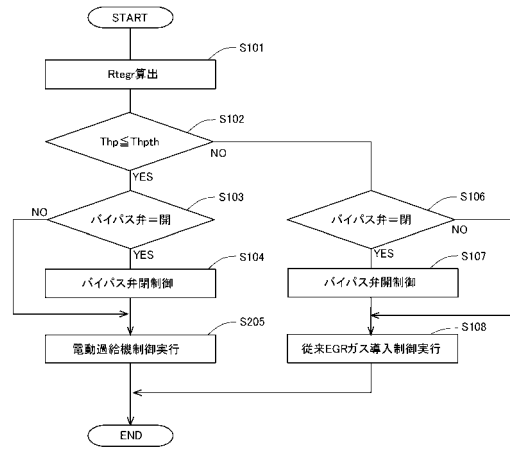 START
S101
Rtegr算出
S102
Thp≦Thpth
NO
YES
S103
NO
バイパス弁=開
YES
S104
バイパス弁閉制御
S205
電動過給機制御実行
S106
バイパス弁=閉
NO
YES
S107
バイパス弁開制御
S108
従来EGRガス導入制御実行
END